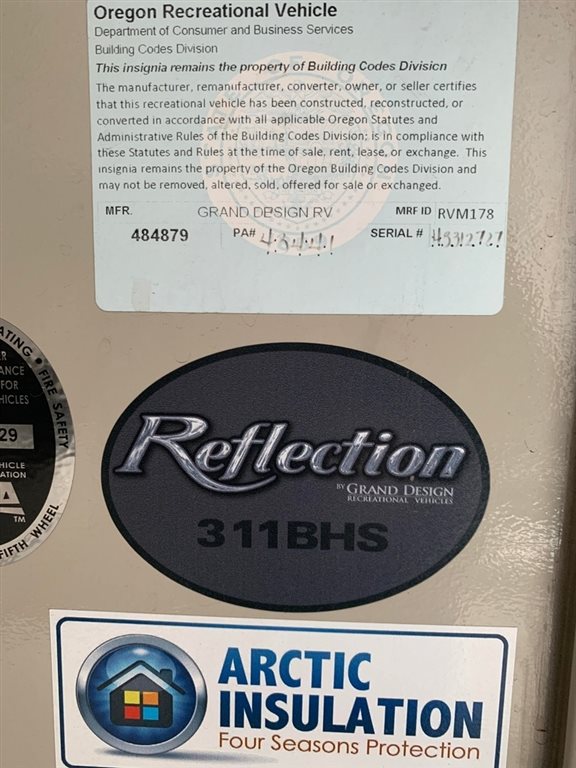 Oregon Recreational Vehicle
Department of Consumer and Business Services
Building Codes Division
This insignia remains the property of Building Codes Division
The manufacturer, remanufacturer, converter, owner, or seller certifies
that this recreational vehicle has been constructed, reconstructed, or
converted in accordance with all applicable Oregon Statutes and
Administrative Rules of the Building Codes Division; is in compliance with
these Statutes and Rules at the time of sale, rent, lease, or exchange. This
insignia remains the property of the Oregon Building Codes Division and
may not be removed, altered, sold, offered for sale or exchanged.
MFR. GRAND DESIGN RV MRF ID RVM178
484879 PA# SERIAL #
FIRE SAFETY
FOR
29
TM
FIFTH WHEEL
Reflection
BY GRAND DESIGN
RECREATIONAL VEHICLES
311BHS
ARCTIC
INSULATION
Four Seasons Protection